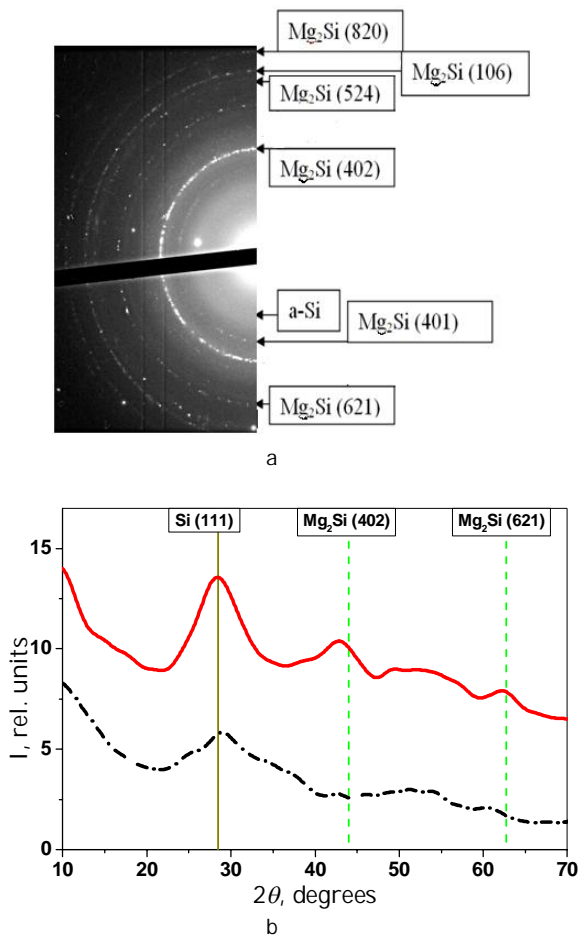 Mg₂Si (820)
Mg₂Si (106)
Mg₂Si (524)
Mg₂Si (402)
a-Si
Mg₂Si (401)
Mg₂Si (621)
a
Si (111)
Mg₂Si (402)
Mg₂Si (621)
15
10
5
0
I, rel. units
10 20 30 40 50 60 70
2θ, degrees
b